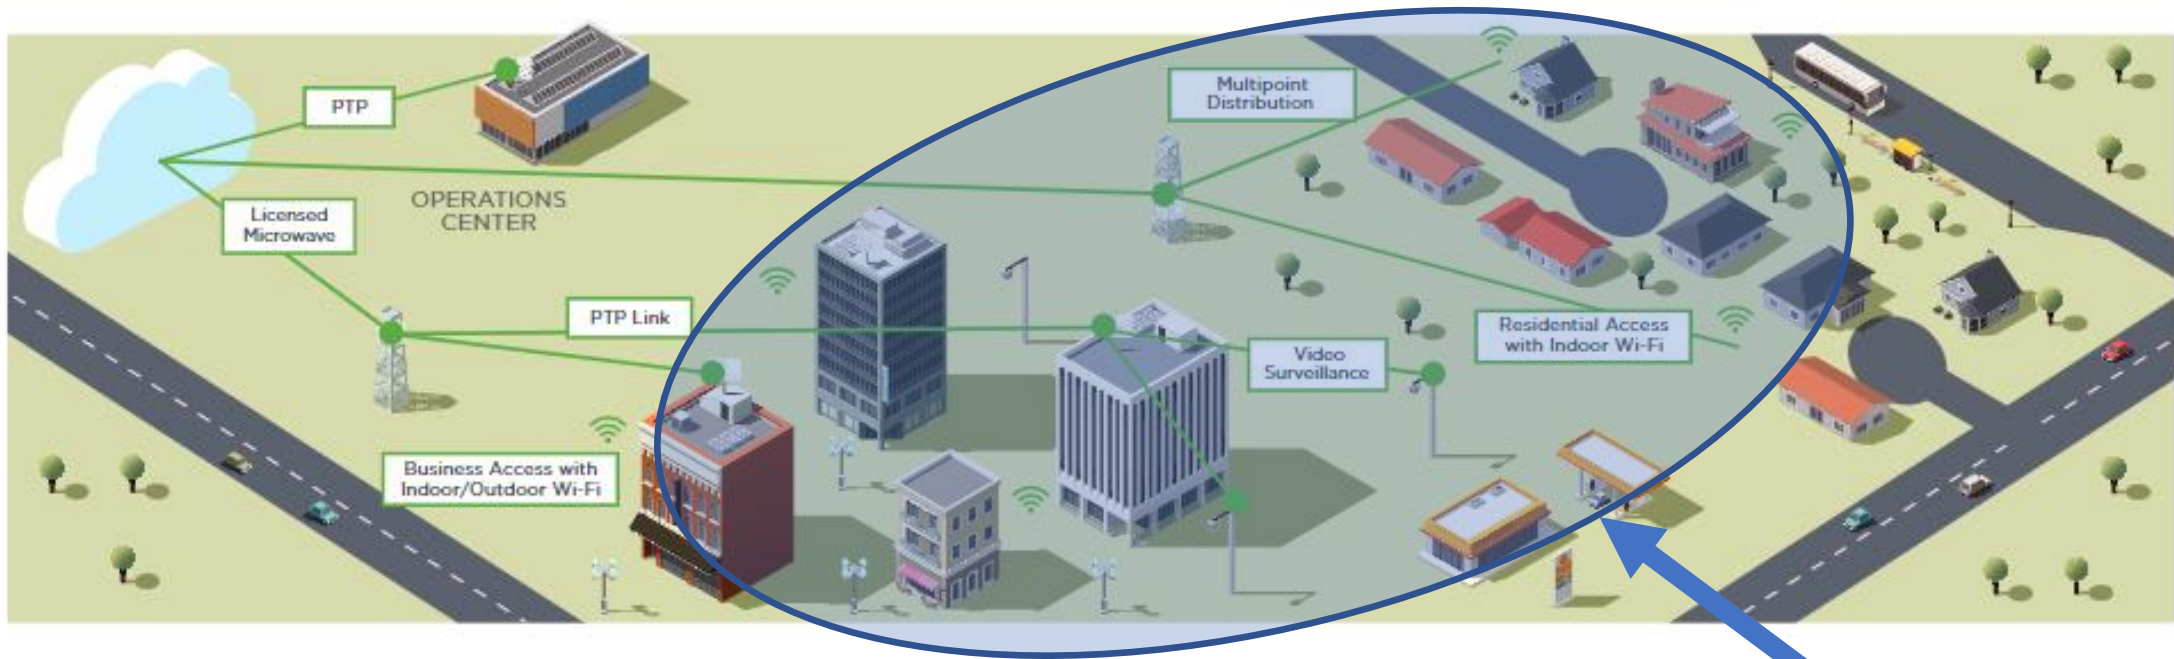 PTP
OPERATIONS
CENTER
Licensed
Microwave
PTP Link
Business Access with
Indoor/Outdoor Wi-Fi
Multipoint
Distribution
Video
Surveillance
Residential Access
with Indoor Wi-Fi